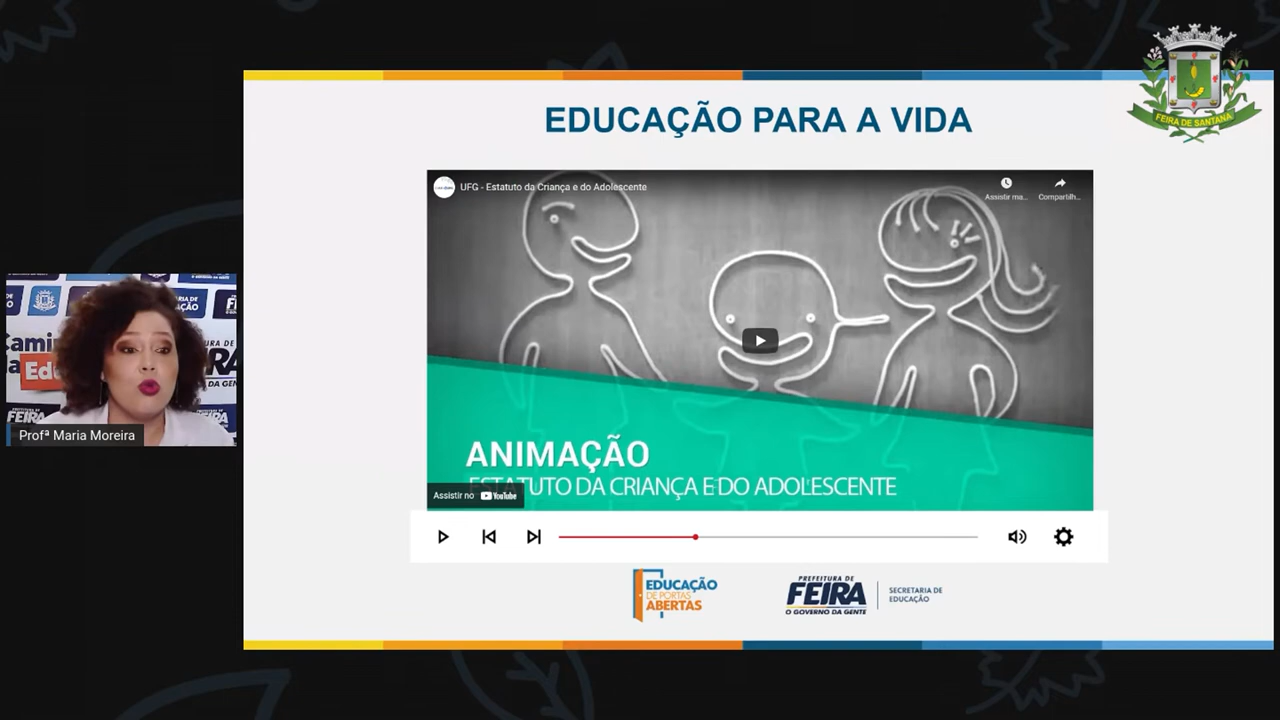 FEIRA DE SANTANA
EDUCAÇÃO PARA A VIDA
UFG - Estatuto da Criança e do Adolescente
Assistir ma...
Compartilh...
ANIMAÇÃO
ESTATUTO DA CRIANÇA E DO ADOLESCENTE
Assistir no YouTube
EDUCAÇÃO
DE PORTAS
ABERTAS
PREFEITURA DE
FEIRA
O GOVERNO DA GENTE
SECRETARIA DE
EDUCAÇÃO
FEIRA
Profª Maria Moreira